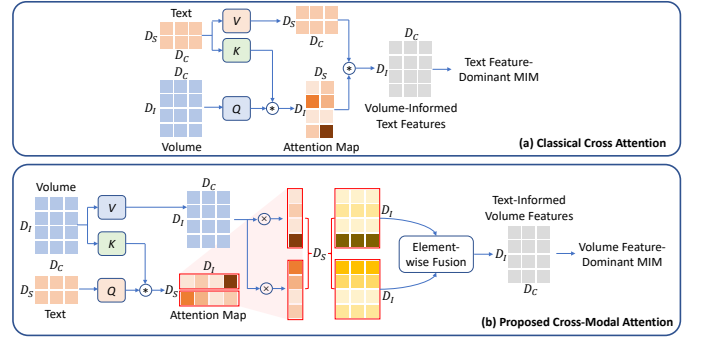 Text
V
D_S
D_S
D_C
K
D_C
D_C
D_S
D_C
*
D_I
Text Feature-
Dominant MIM
D_I
Q
*
D_I
Volume-Informed
Text Features
Volume
Attention Map
(a) Classical Cross Attention
Volume
D_C
V
D_I
D_I
×
D_I
Text-Informed
Volume Features
K
D_S
Element-
wise Fusion
D_I
Volume Feature-
Dominant MIM
D_C
D_I
D_S
Q
*
D_S
×
D_I
D_C
Text
Attention Map
(b) Proposed Cross-Modal Attention